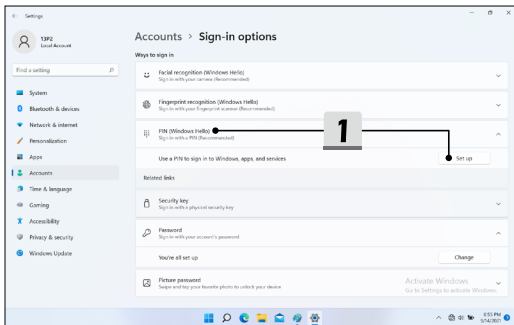 Settings
13P2
Local Account
Find a setting
System
Bluetooth & devices
Network & internet
Personalization
Apps
Accounts
Time & language
Gaming
Accessibility
Privacy & security
Windows Update
Accounts > Sign-in options
Ways to sign in
Facial recognition (Windows Hello)
Sign in with your camera (Recommended)
Fingerprint recognition (Windows Hello)
Sign in with your fingerprint scanner (Recommended)
PIN (Windows Hello)
Sign in with a PIN (Recommended)
1
Use a PIN to sign in to Windows, apps, and services
Set up
Related links
Security key
Sign in with a physical security key
Password
Sign in with your account's password
You're all set up
Change
Picture password
Swipe and tap your favorite photo to unlock your device
Activate Windows
Go to Settings to activate Windows.
6:55 PM
9/14/2021